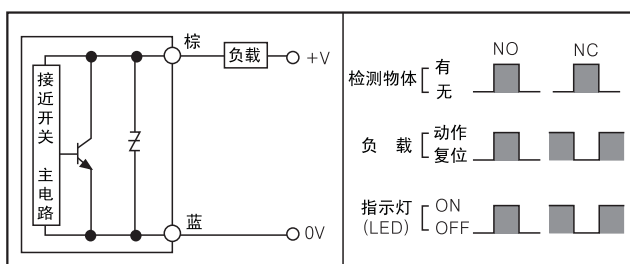 棕
负载
+V
接近开关 主电路
蓝
0V
NO NC
检测物体 有
无
负 载 动作
复位
指示灯 ON
(LED) OFF